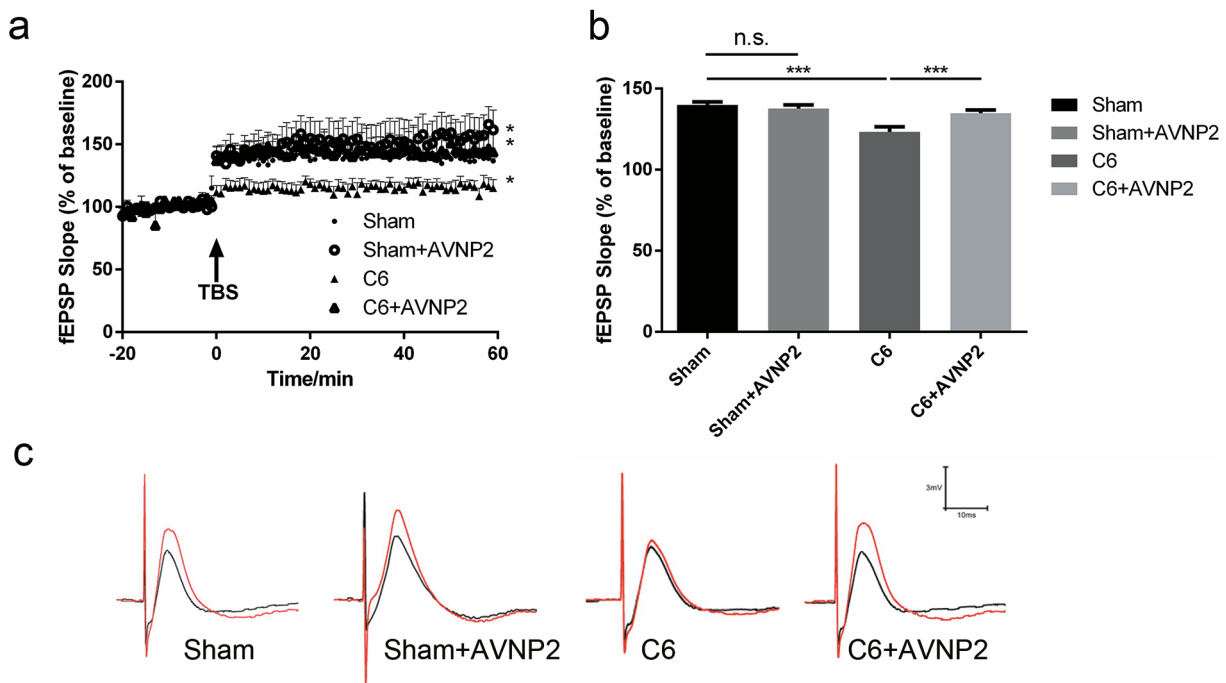 a
fEPSP Slope (% of baseline)
200
150
100
50
0
*
*
*
TBS
Sham
Sham+AVNP2
C6
C6+AVNP2
-20
0
20
40
60
Time/min
b
fEPSP Slope (% of baseline)
150
100
50
0
n.s.
***
***
Sham
Sham+AVNP2
C6
C6+AVNP2
Sham
Sham+AVNP2
C6
C6+AVNP2
c
3mV
10ms
Sham
Sham+AVNP2
C6
C6+AVNP2